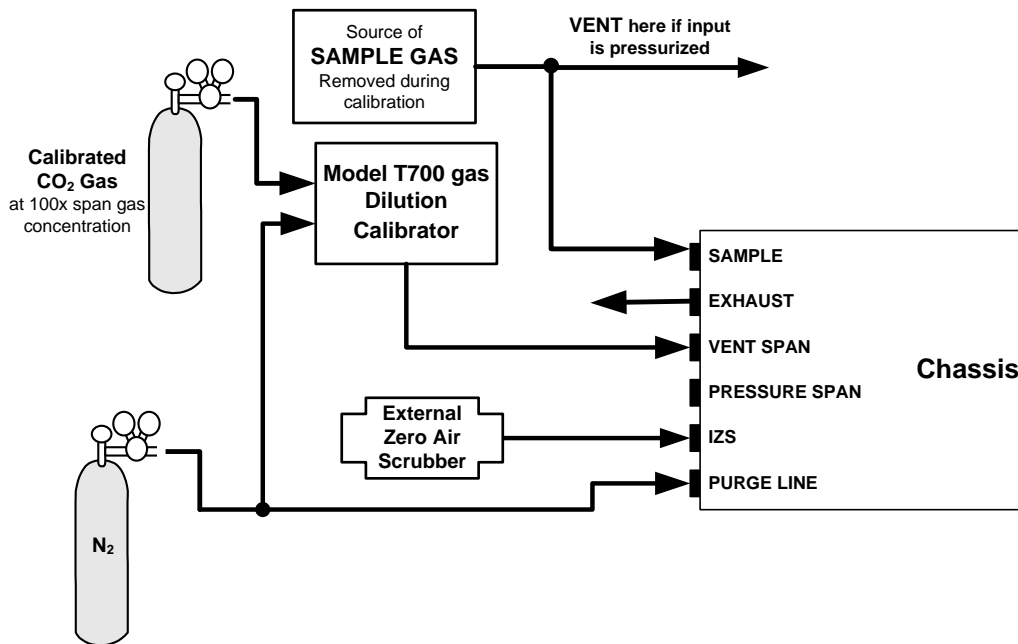 Source of
SAMPLE GAS
Removed during
calibration
VENT here if input
is pressurized
Calibrated
CO₂ Gas
at 100x span gas
concentration
Model T700 gas
Dilution
Calibrator
SAMPLE
EXHAUST
VENT SPAN
PRESSURE SPAN
IZS
PURGE LINE
Chassis
External
Zero Air
Scrubber
N₂